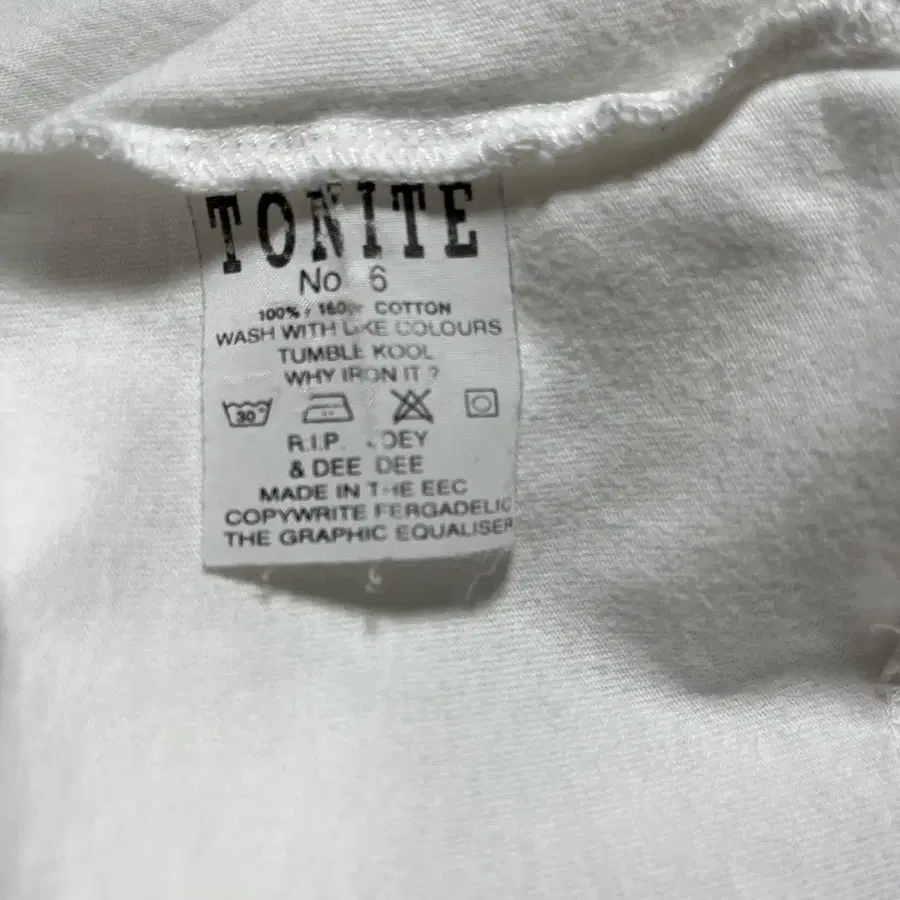 TONITE
No 6
100% 160gr COTTON
WASH WITH LIKE COLOURS
TUMBLE KOOL
WHY IRON IT ?
30°
R.I.P. JOEY
& DEE DEE
MADE IN THE EEC
COPYWRITE FERGADELIC
THE GRAPHIC EQUALISER